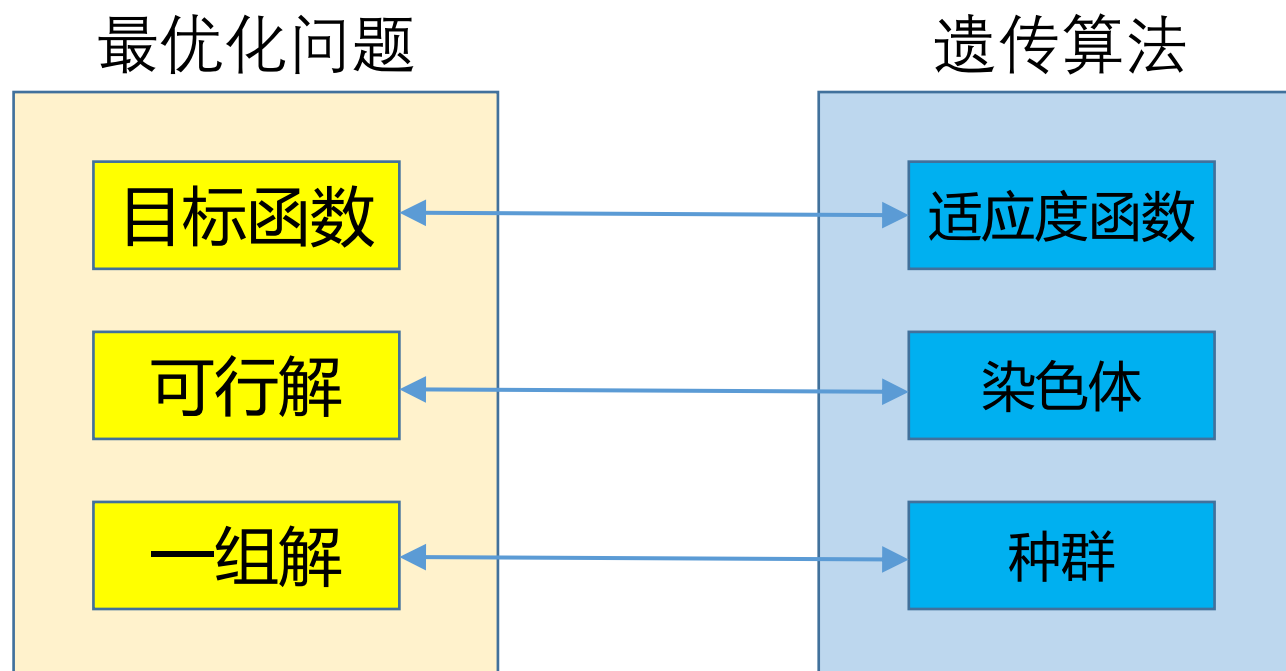 最优化问题
遗传算法
目标函数
适应度函数
可行解
染色体
一组解
种群